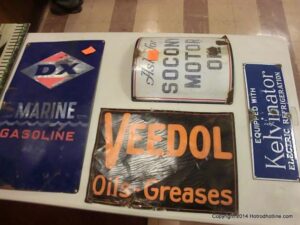 DX
MARINE
GASOLINE
Ask for
SOCONY
MOTOR
OIL
VEEDOL
Oils Greases
EQUIPPED WITH
Kelvinator
ELECTRIC REFRIGERATION
Copyright©2014 Hotrodhotline.com